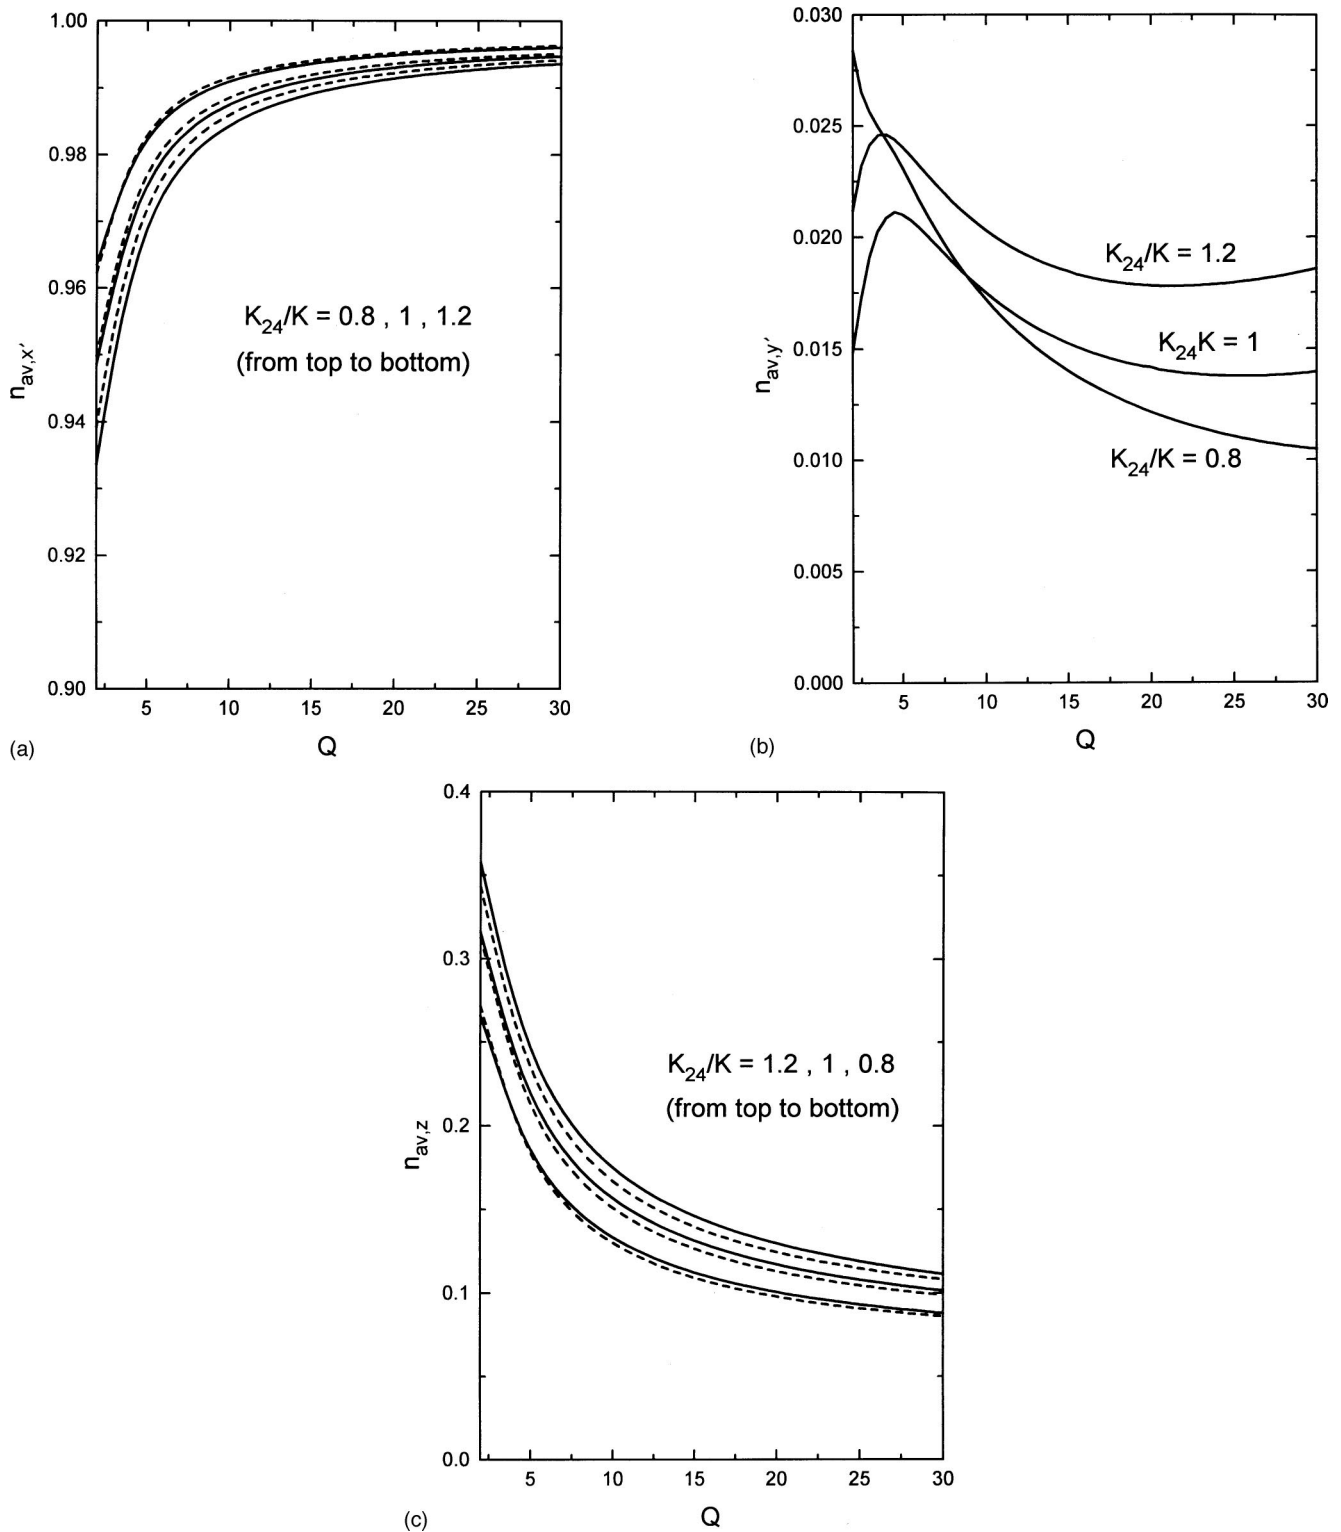 1.00
0.98
0.96
0.94
0.92
0.90
n_av,x′
K24/K = 0.8 , 1 , 1.2
(from top to bottom)
5 10 15 20 25 30
Q
(a)
0.030
0.025
0.020
0.015
0.010
0.005
0.000
n_av,y′
K24/K = 1.2
K24K = 1
K24/K = 0.8
5 10 15 20 25 30
Q
(b)
0.4
0.3
0.2
0.1
0.0
n_av,z
K24/K = 1.2 , 1 , 0.8
(from top to bottom)
5 10 15 20 25 30
Q
(c)